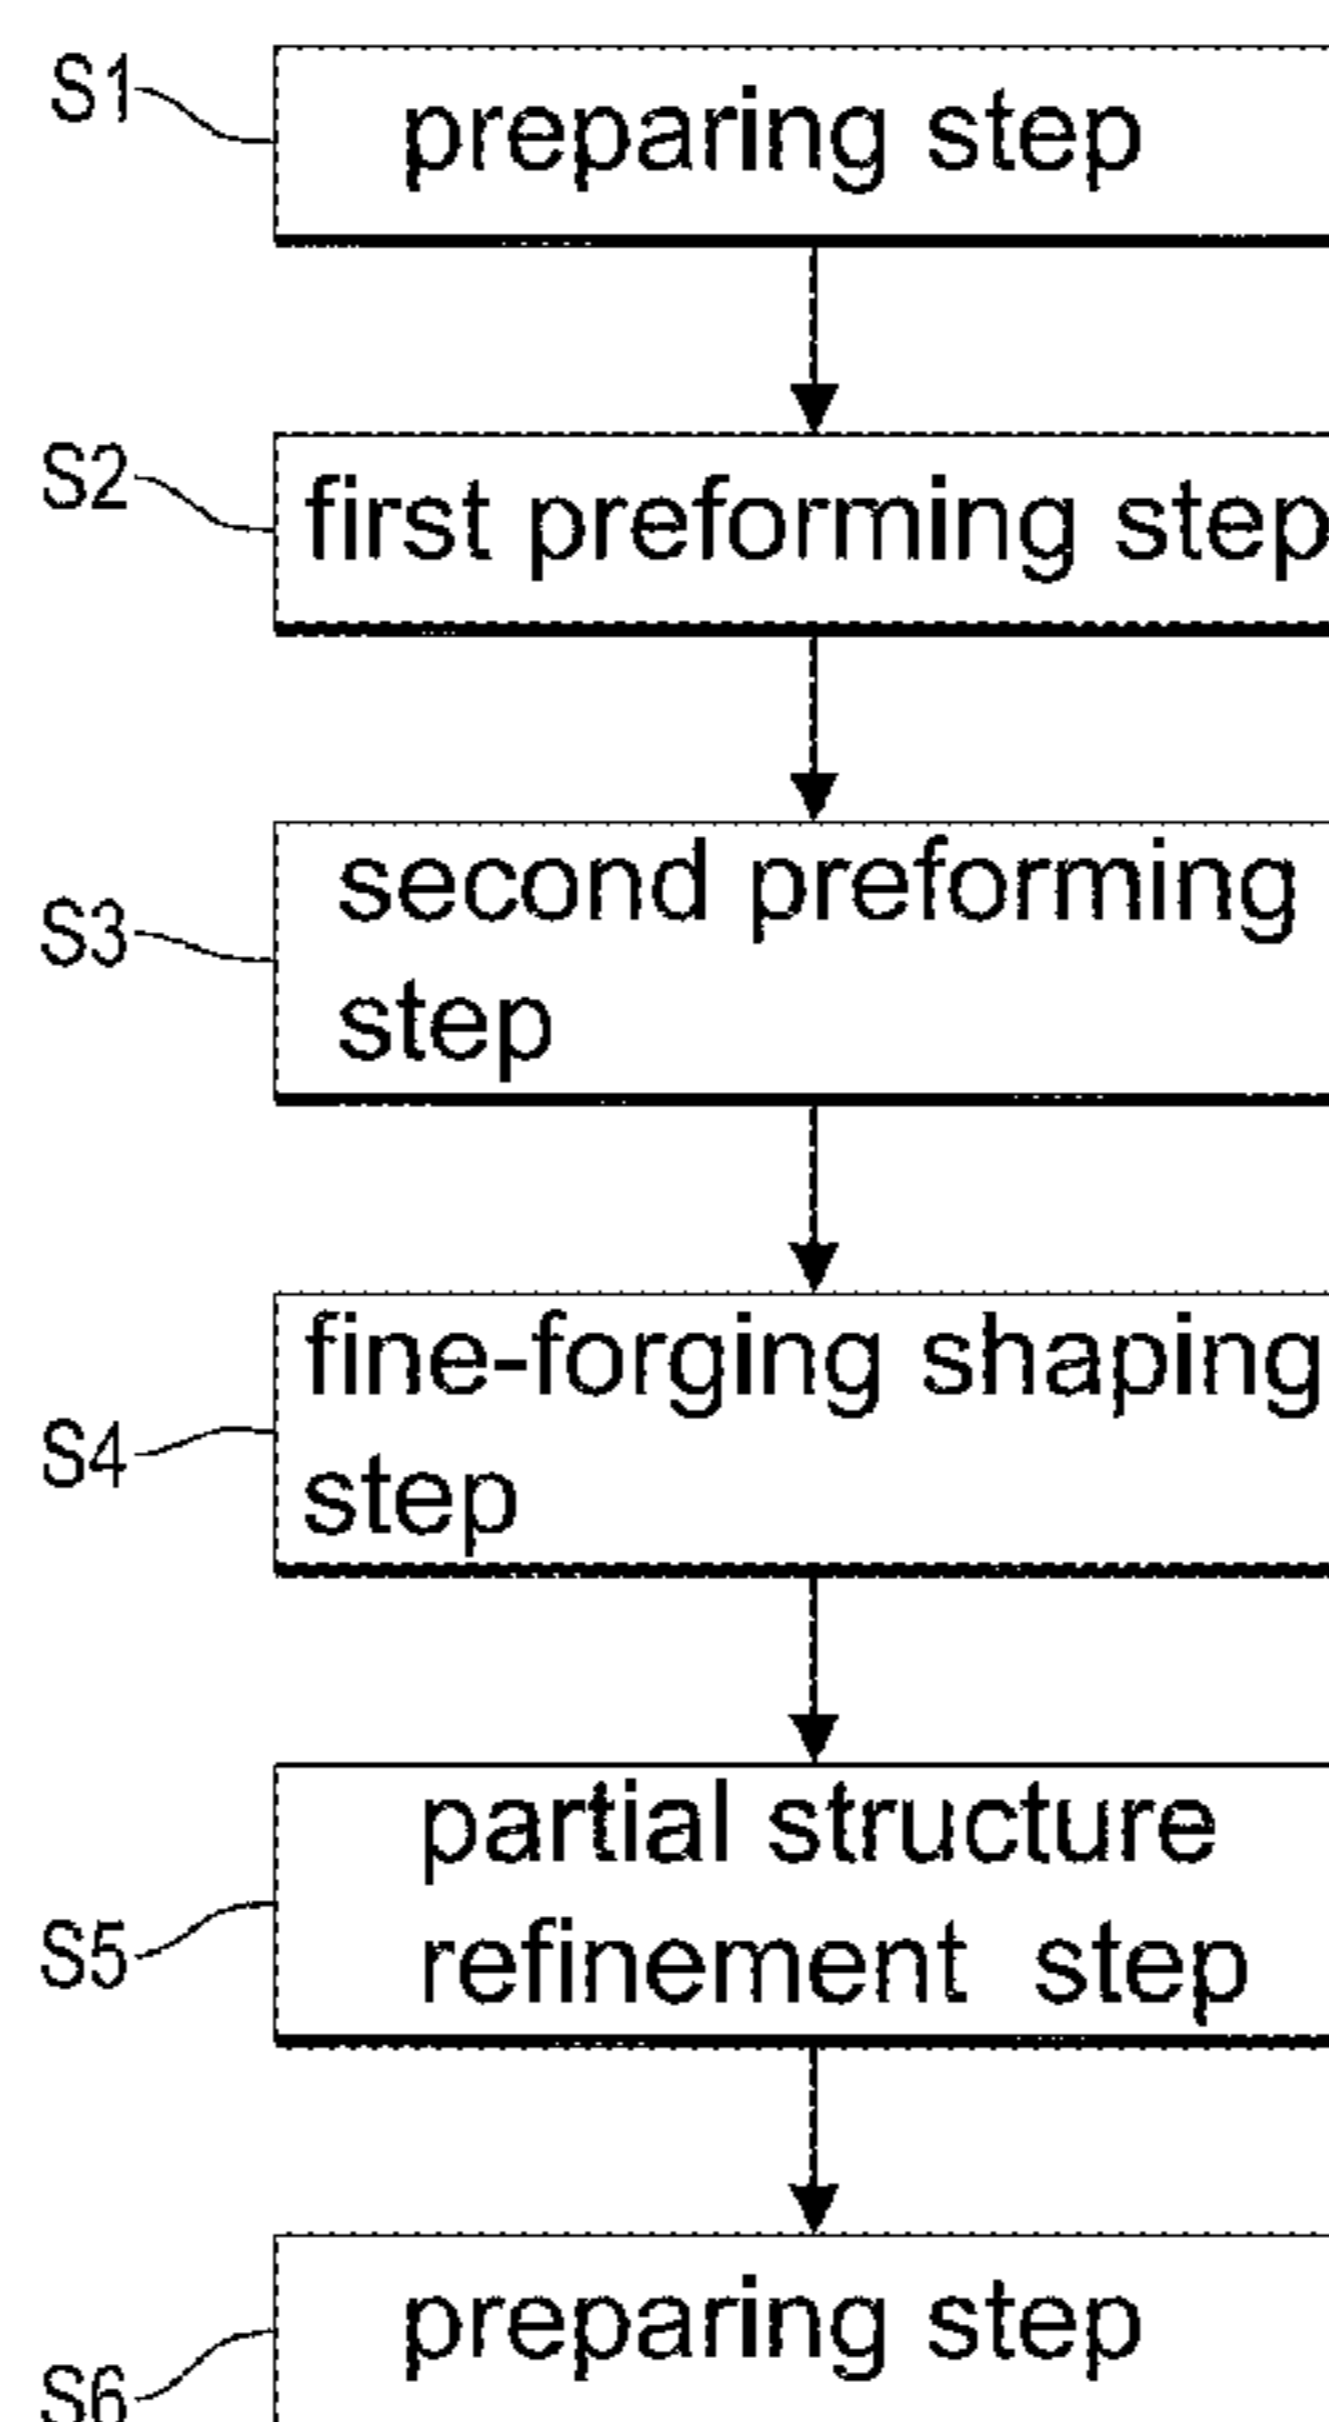 S1
preparing step
S2
first preforming step
S3
second preforming
step
S4
fine-forging shaping
step
S5
partial structure
refinement step
S6
preparing step